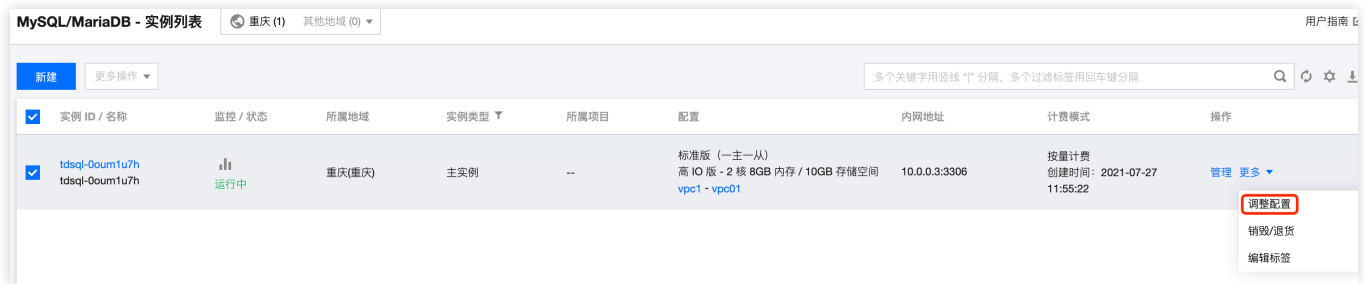 MySQL/MariaDB - 实例列表 重庆 (1) 其他地域 (0) 用户指南
新建 更多操作 多个关键字用竖线 "|" 分隔，多个过滤标签用回车键分隔
实例 ID / 名称 监控 / 状态 所属地域 实例类型 所属项目 配置 内网地址 计费模式 操作
tdsql-0oum1u7h
tdsql-0oum1u7h
运行中
重庆(重庆)
主实例
--
标准版（一主一从）
高 IO 版 - 2 核 8GB 内存 / 10GB 存储空间
vpc1 - vpc01
10.0.0.3:3306
按量计费
创建时间：2021-07-27
11:55:22
管理 更多
调整配置
销毁/退货
编辑标签